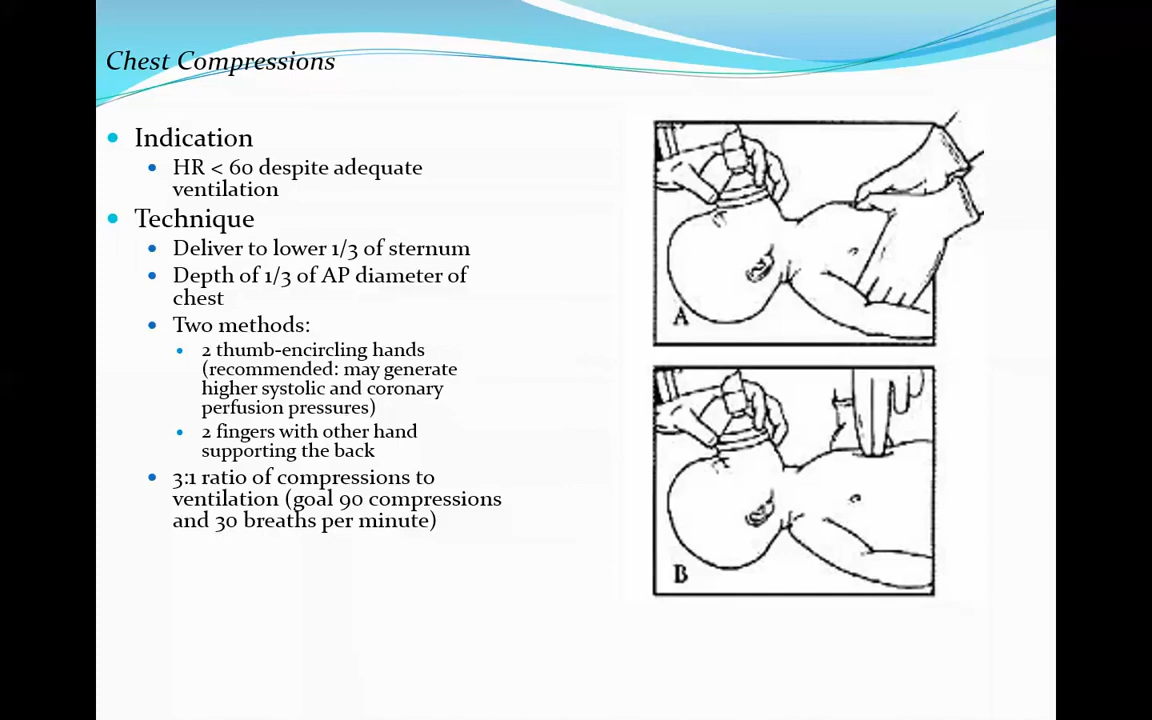 Chest Compressions
Indication
HR < 60 despite adequate
ventilation
Technique
Deliver to lower 1/3 of sternum
Depth of 1/3 of AP diameter of
chest
Two methods:
2 thumb-encircling hands
(recommended: may generate
higher systolic and coronary
perfusion pressures)
2 fingers with other hand
supporting the back
3:1 ratio of compressions to
ventilation (goal 90 compressions
and 30 breaths per minute)
A
B